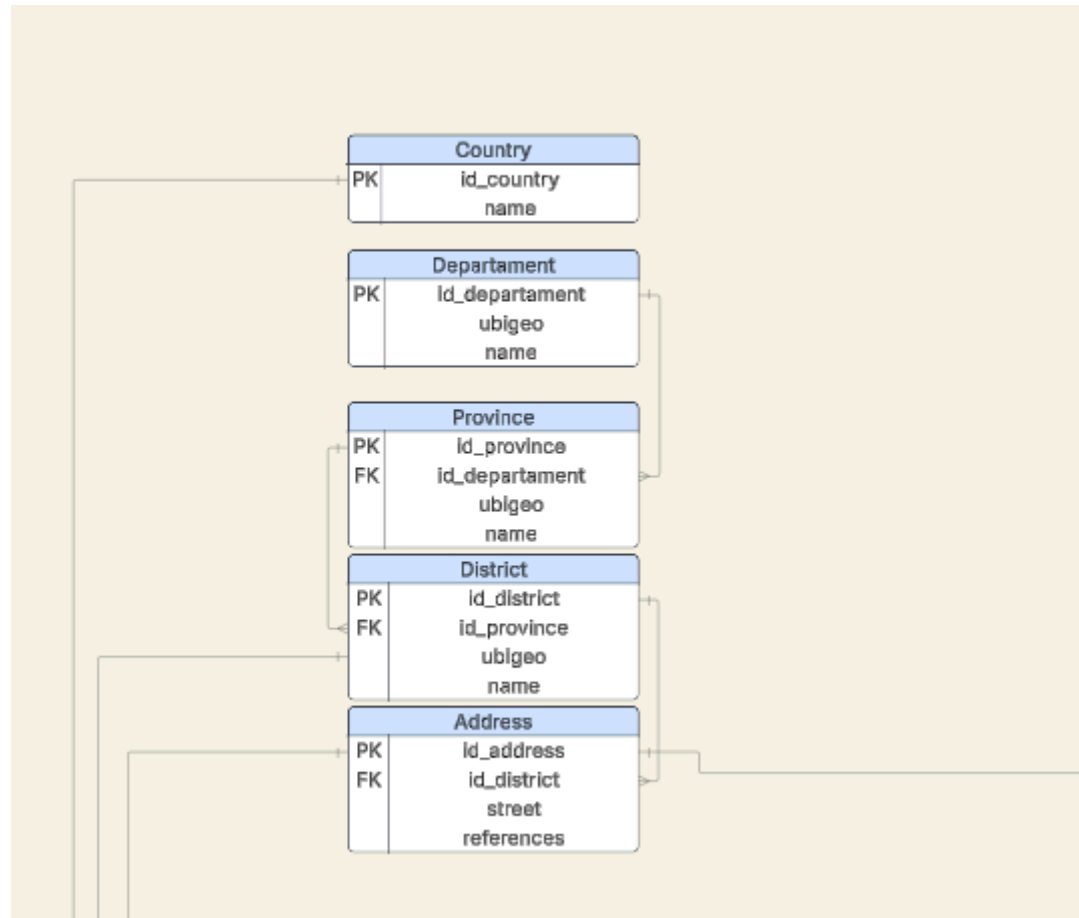 Country
PK id_country
name
Departament
PK id_departament
ubigeo
name
Province
PK id_province
FK id_departament
ubigeo
name
District
PK id_district
FK id_province
ubigeo
name
Address
PK id_address
FK id_district
street
references